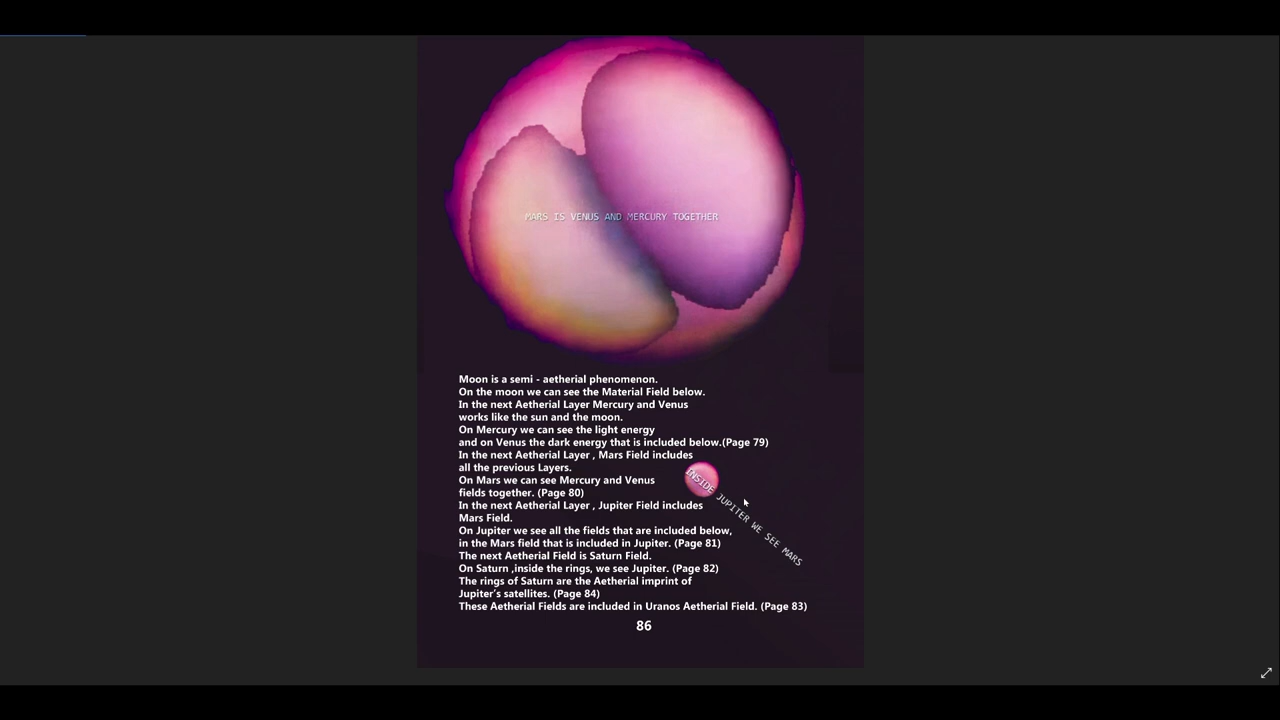 MARS IS VENUS AND MERCURY TOGETHER
Moon is a semi - aetherial phenomenon.
On the moon we can see the Material Field below.
In the next Aetherial Layer Mercury and Venus
works like the sun and the moon.
On Mercury we can see the light energy
and on Venus the dark energy that is included below.(Page 79)
In the next Aetherial Layer , Mars Field includes
all the previous Layers.
On Mars we can see Mercury and Venus
fields together. (Page 80)
INSIDE JUPITER WE SEE MARS
In the next Aetherial Layer , Jupiter Field includes
Mars Field.
On Jupiter we see all the fields that are included below,
in the Mars field that is included in Jupiter. (Page 81)
The next Aetherial Field is Saturn Field.
On Saturn ,inside the rings, we see Jupiter. (Page 82)
The rings of Saturn are the Aetherial imprint of
Jupiter's satellites. (Page 84)
These Aetherial Fields are included in Uranos Aetherial Field. (Page 83)
86